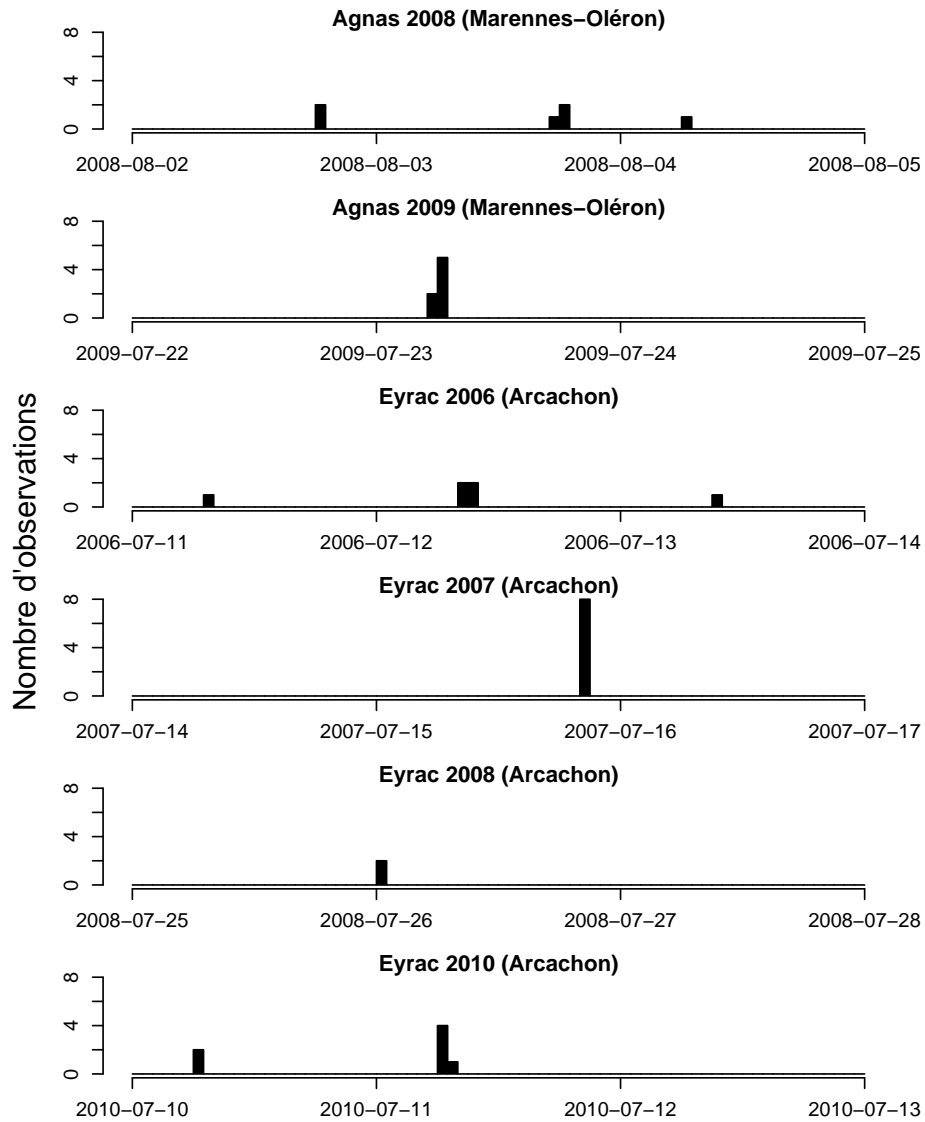 Nombre d'observations
Agnas 2008 (Marennes−Oléron)
8
4
0
2008−08−02 2008−08−03 2008−08−04 2008−08−05
Agnas 2009 (Marennes−Oléron)
8
4
0
2009−07−22 2009−07−23 2009−07−24 2009−07−25
Eyrac 2006 (Arcachon)
8
4
0
2006−07−11 2006−07−12 2006−07−13 2006−07−14
Eyrac 2007 (Arcachon)
8
4
0
2007−07−14 2007−07−15 2007−07−16 2007−07−17
Eyrac 2008 (Arcachon)
8
4
0
2008−07−25 2008−07−26 2008−07−27 2008−07−28
Eyrac 2010 (Arcachon)
8
4
0
2010−07−10 2010−07−11 2010−07−12 2010−07−13